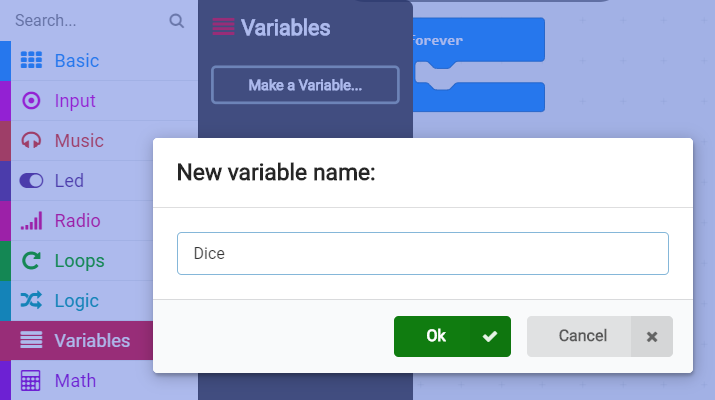 Search...
Basic
Input
Music
Led
Radio
Loops
Logic
Variables
Math
Variables
Make a Variable...
forever
New variable name:
Dice
Ok
Cancel